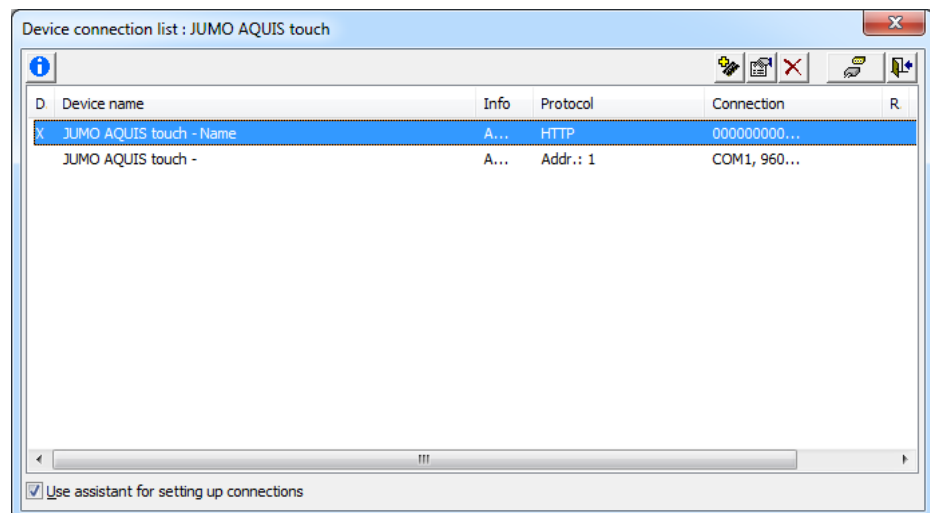 Device connection list : JUMO AQUIS touch
D. Device name Info Protocol Connection R.
X JUMO AQUIS touch - Name A... HTTP 000000000...
JUMO AQUIS touch - A... Addr.: 1 COM1, 960...
Use assistant for setting up connections